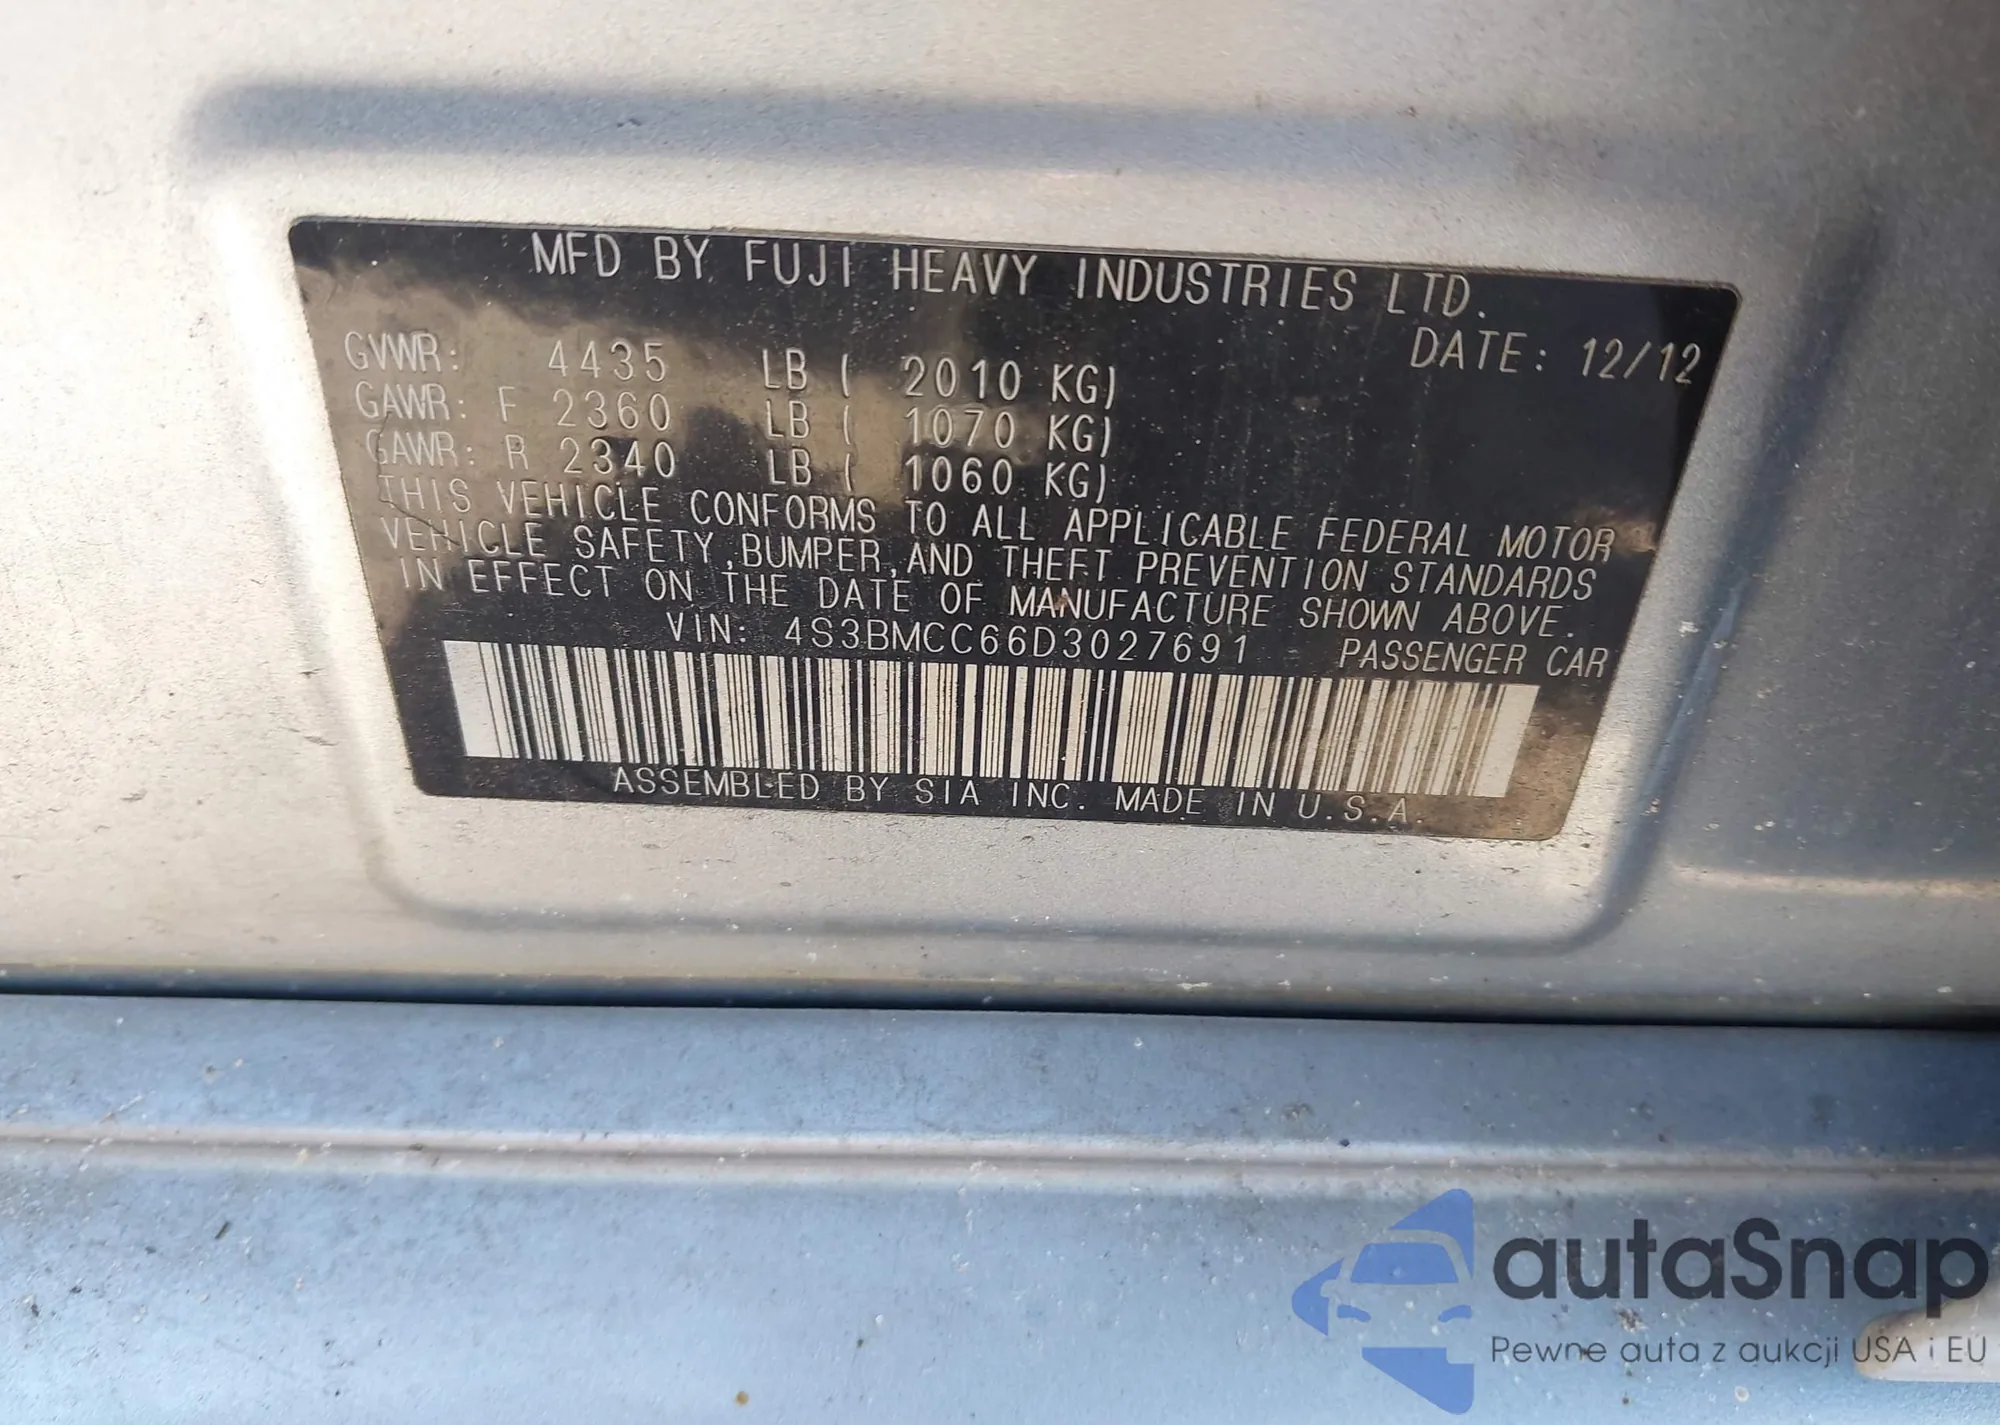 MFD BY FUJI HEAVY INDUSTRIES LTD.
DATE: 12/12
GVWR: 4435 LB ( 2010 KG)
GAWR: F 2360 LB ( 1070 KG)
GAWR: R 2340 LB ( 1060 KG)
THIS VEHICLE CONFORMS TO ALL APPLICABLE FEDERAL MOTOR
VEHICLE SAFETY,BUMPER,AND THEFT PREVENTION STANDARDS
IN EFFECT ON THE DATE OF MANUFACTURE SHOWN ABOVE.
VIN: 4S3BMCC66D3027691 PASSENGER CAR
ASSEMBLED BY SIA INC. MADE IN U.S.A.
autaSnap
Pewne auta z aukcji USA i EU